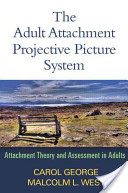 The
Adult Attachment
Projective Picture
System
Attachment Theory and Assessment in Adults
CAROL GEORGE
MALCOLM L. WEST